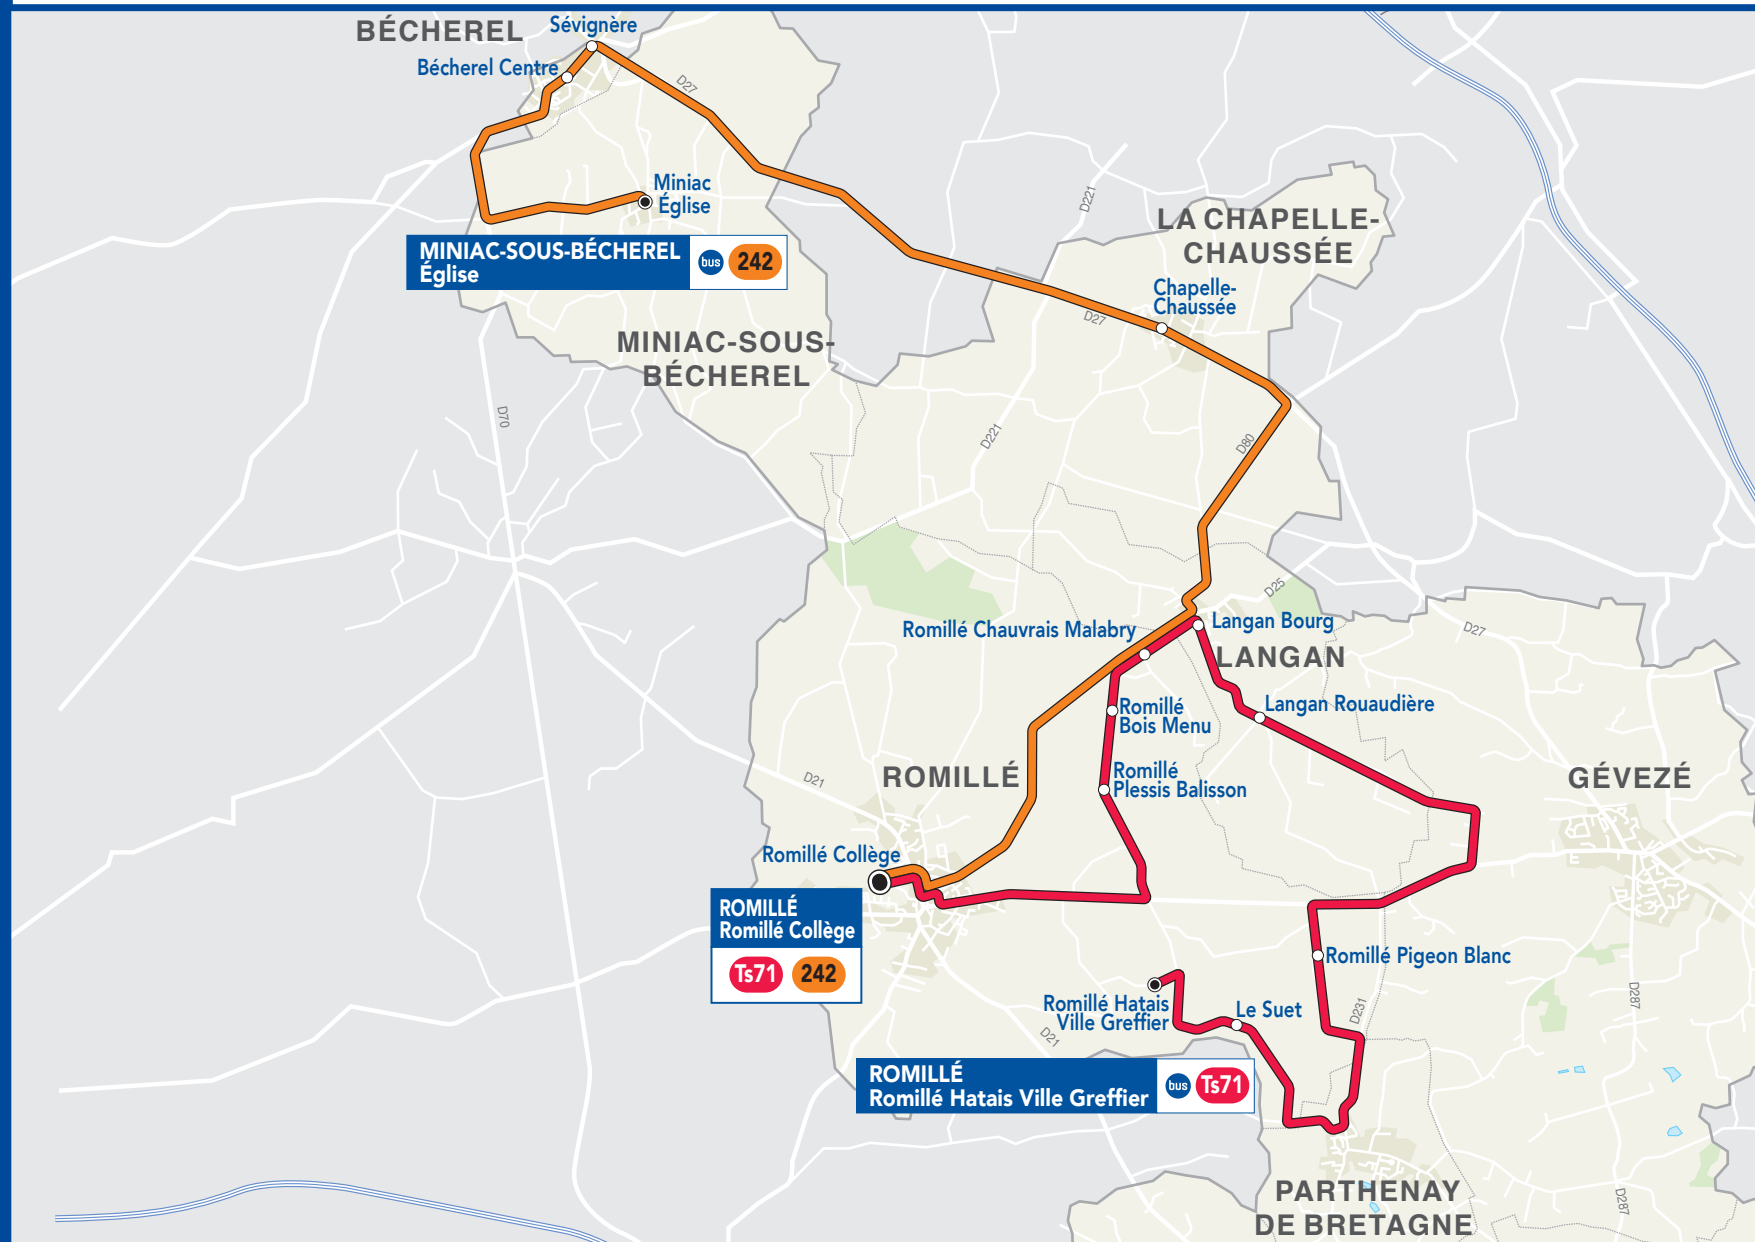 BÉCHEREL
Sévignère
Bécherel Centre
D27
Miniac
Église
MINIAC-SOUS-BÉCHEREL
Église
bus
242
D221
LA CHAPELLE-
CHAUSSÉE
Chapelle-
Chaussée
D27
MINIAC-SOUS-
BÉCHEREL
D70
D221
D80
D25
Romillé Chauvrais Malabry
Langan Bourg
D27
LANGAN
Romillé
Bois Menu
Langan Rouaudière
D21
ROMILLÉ
Romillé
Plessis Balisson
GÉVEZÉ
Romillé Collège
ROMILLÉ
Romillé Collège
Ts71
242
Romillé Pigeon Blanc
Romillé Hatais
Ville Greffier
Le Suet
D231
D287
D21
ROMILLÉ
Romillé Hatais Ville Greffier
bus
Ts71
PARTHENAY
DE BRETAGNE
D287